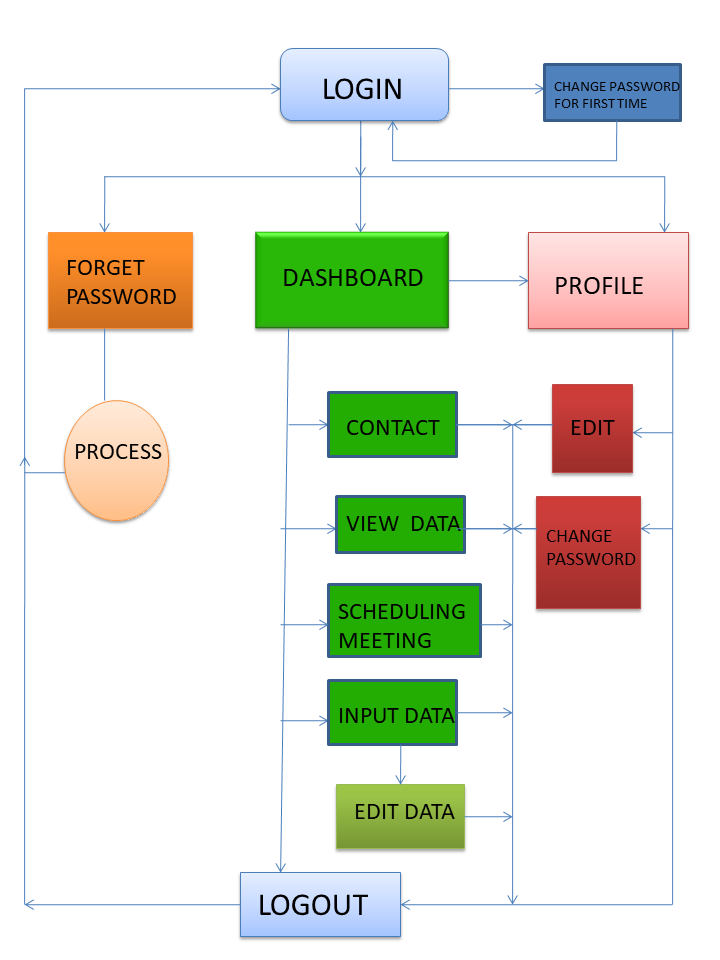 LOGIN
CHANGE PASSWORD
FOR FIRST TIME
FORGET
PASSWORD
DASHBOARD
PROFILE
PROCESS
CONTACT
EDIT
VIEW DATA
CHANGE
PASSWORD
SCHEDULING
MEETING
INPUT DATA
EDIT DATA
LOGOUT